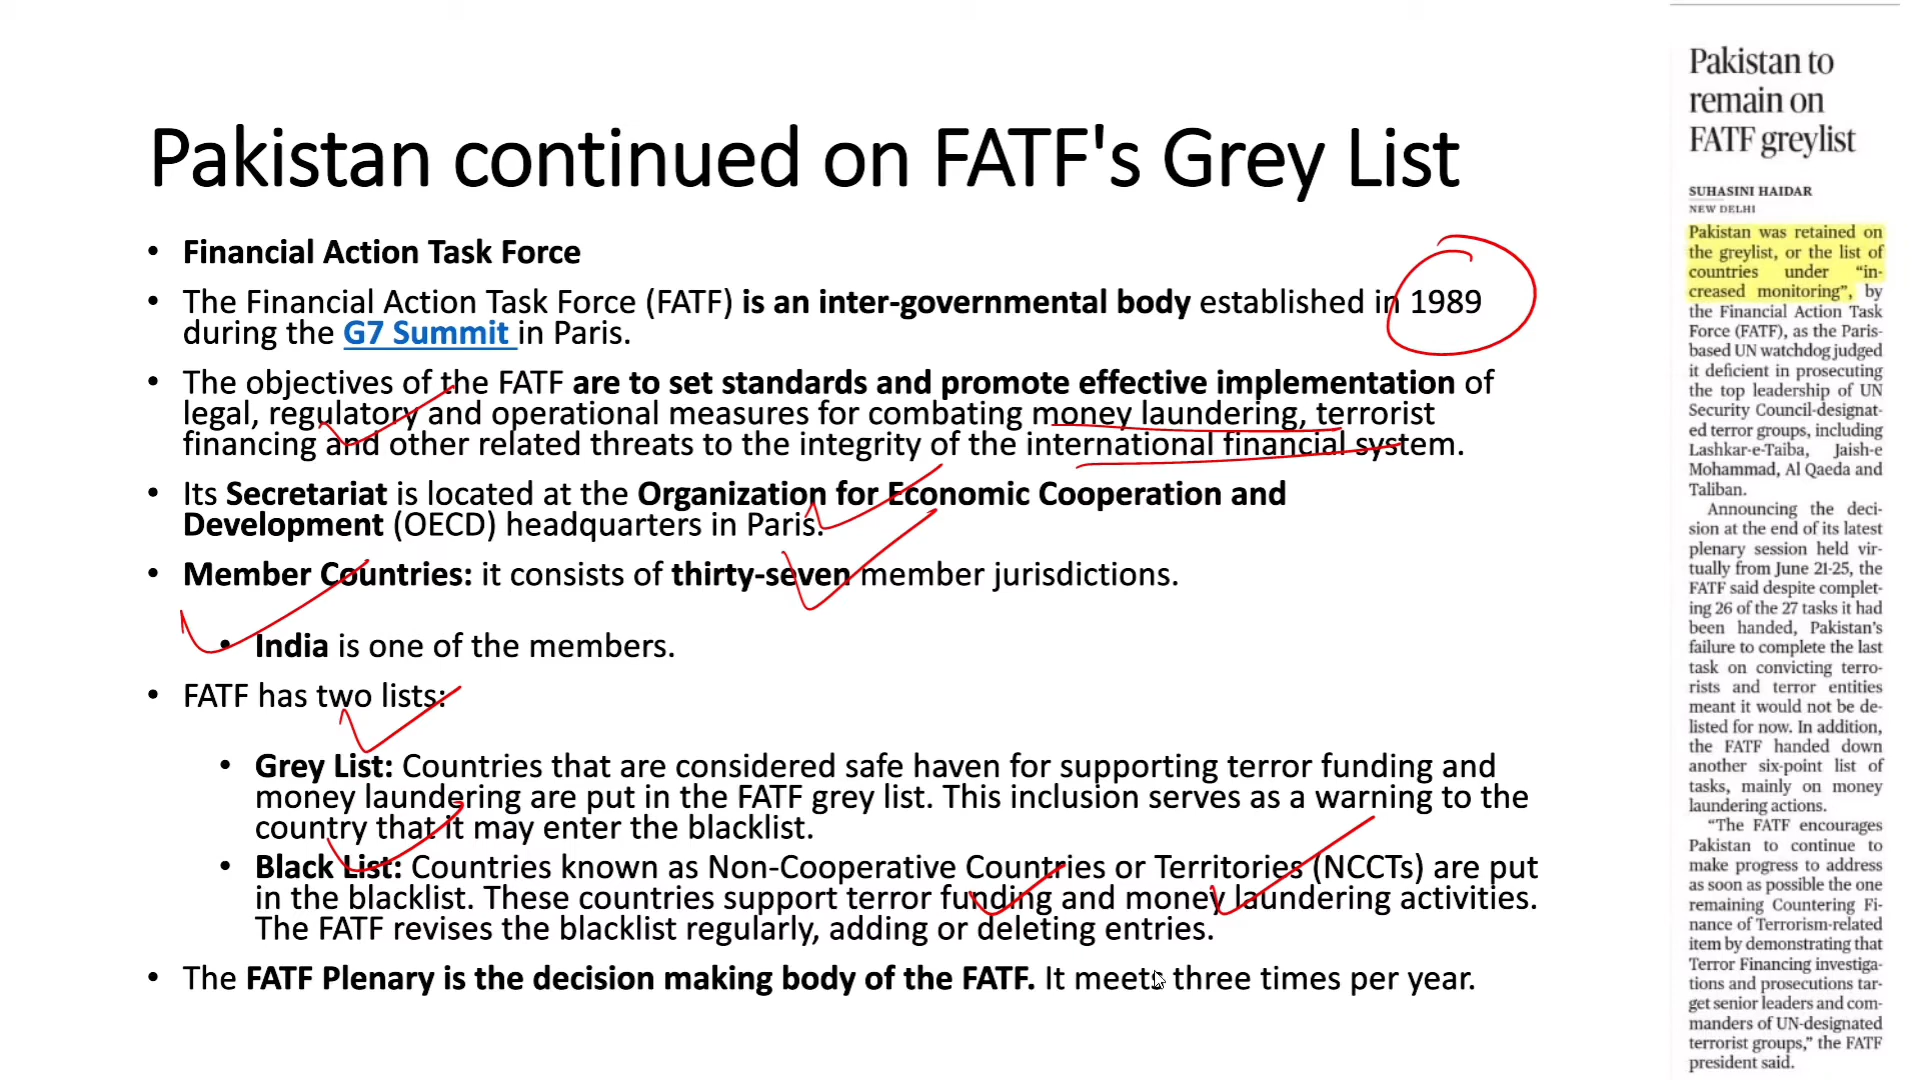 Pakistan continued on FATF's Grey List
• Financial Action Task Force
• The Financial Action Task Force (FATF) is an inter-governmental body established in 1989
during the G7 Summit in Paris.
• The objectives of the FATF are to set standards and promote effective implementation of
legal, regulatory and operational measures for combating money laundering, terrorist
financing and other related threats to the integrity of the international financial system.
• Its Secretariat is located at the Organization for Economic Cooperation and
Development (OECD) headquarters in Paris.
• Member Countries: it consists of thirty-seven member jurisdictions.
• India is one of the members.
• FATF has two lists:
• Grey List: Countries that are considered safe haven for supporting terror funding and
money laundering are put in the FATF grey list. This inclusion serves as a warning to the
country that it may enter the blacklist.
• Black List: Countries known as Non-Cooperative Countries or Territories (NCCTs) are put
in the blacklist. These countries support terror funding and money laundering activities.
The FATF revises the blacklist regularly, adding or deleting entries.
• The FATF Plenary is the decision making body of the FATF. It meets three times per year.
Pakistan to
remain on
FATF greylist
SUHASINI HAIDAR
NEW DELHI
Pakistan was retained on
the greylist, or the list of
countries under “in-
creased monitoring”, by
the Financial Action Task
Force (FATF), as the Paris-
based UN watchdog judged
it deficient in prosecuting
the top leadership of UN
Security Council-designat-
ed terror groups, including
Lashkar-e-Taiba, Jaish-e
Mohammad, Al Qaeda and
Taliban.
Announcing the deci-
sion at the end of its latest
plenary session held vir-
tually from June 21-25, the
FATF said despite complet-
ing 26 of the 27 tasks it had
been handed, Pakistan’s
failure to complete the last
task on convicting terro-
rists and terror entities
meant it would not be de-
listed for now. In addition,
the FATF handed down
another six-point list of
tasks, mainly on money
laundering actions.
“The FATF encourages
Pakistan to continue to
make progress to address
as soon as possible the one
remaining Countering Fi-
nance of Terrorism-related
item by demonstrating that
Terror Financing investiga-
tions and prosecutions tar-
get senior leaders and com-
manders of UN-designated
terrorist groups,” the FATF
president said.